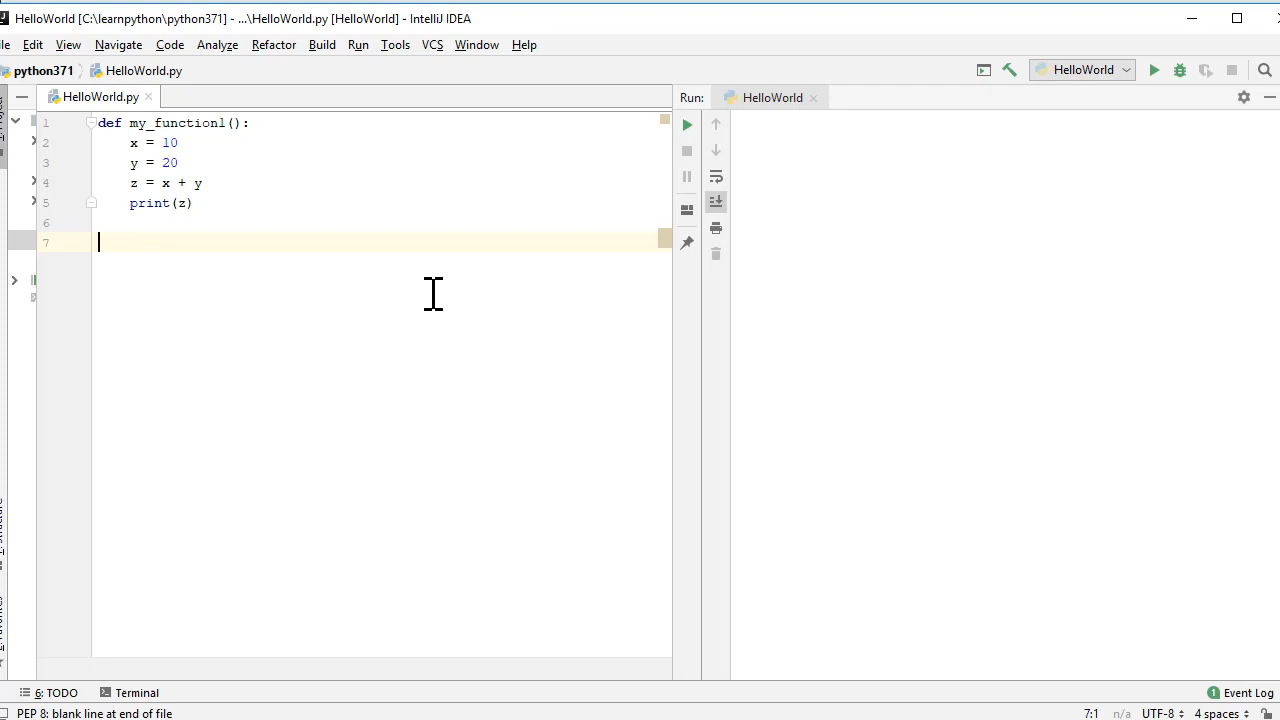 HelloWorld [C:\learnpython\python371] - ...\HelloWorld.py [HelloWorld] - IntelliJ IDEA
Edit View Navigate Code Analyze Refactor Build Run Tools VCS Window Help
python371 HelloWorld.py HelloWorld
HelloWorld.py Run: HelloWorld
1 def my_function1():
2 x = 10
3 y = 20
4 z = x + y
5 print(z)
6
7
6: TODO Terminal 1 Event Log
PEP 8: blank line at end of file 7:1 n/a UTF-8 4 spaces